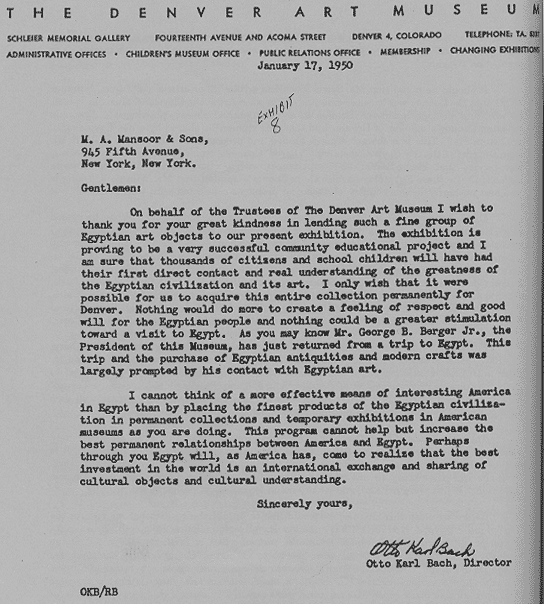 THE DENVER ART MUSEUM
SCHLEIER MEMORIAL GALLERY FOURTEENTH AVENUE AND ACOMA STREET DENVER 4, COLORADO TELEPHONE: TA.
ADMINISTRATIVE OFFICES • CHILDREN'S MUSEUM OFFICE • PUBLIC RELATIONS OFFICE • MEMBERSHIP • CHANGING EXHIBITIONS
January 17, 1950
EXHIBIT
8
M. A. Mansoor & Sons,
945 Fifth Avenue,
New York, New York.
Gentlemen:
On behalf of the Trustees of The Denver Art Museum I wish to
thank you for your great kindness in lending such a fine group of
Egyptian art objects to our present exhibition. The exhibition is
proving to be a very successful community educational project and I
am sure that thousands of citizens and school children will have had
their first direct contact and real understanding of the greatness of
the Egyptian civilization and its art. I only wish that it were
possible for us to acquire this entire collection permanently for
Denver. Nothing would do more to create a feeling of respect and good
will for the Egyptian people and nothing could be a greater stimulation
toward a visit to Egypt. As you may know Mr. George B. Berger Jr., the
President of this Museum, has just returned from a trip to Egypt. This
trip and the purchase of Egyptian antiquities and modern crafts was
largely prompted by his contact with Egyptian art.
I cannot think of a more effective means of interesting America
in Egypt than by placing the finest products of the Egyptian civiliza-
tion in permanent collections and temporary exhibitions in American
museums as you are doing. This program cannot help but increase the
best permanent relationships between America and Egypt. Perhaps
through you Egypt will, as America has, come to realize that the best
investment in the world is an international exchange and sharing of
cultural objects and cultural understanding.
Sincerely yours,
Otto Karl Bach
Otto Karl Bach, Director
OKB/RB